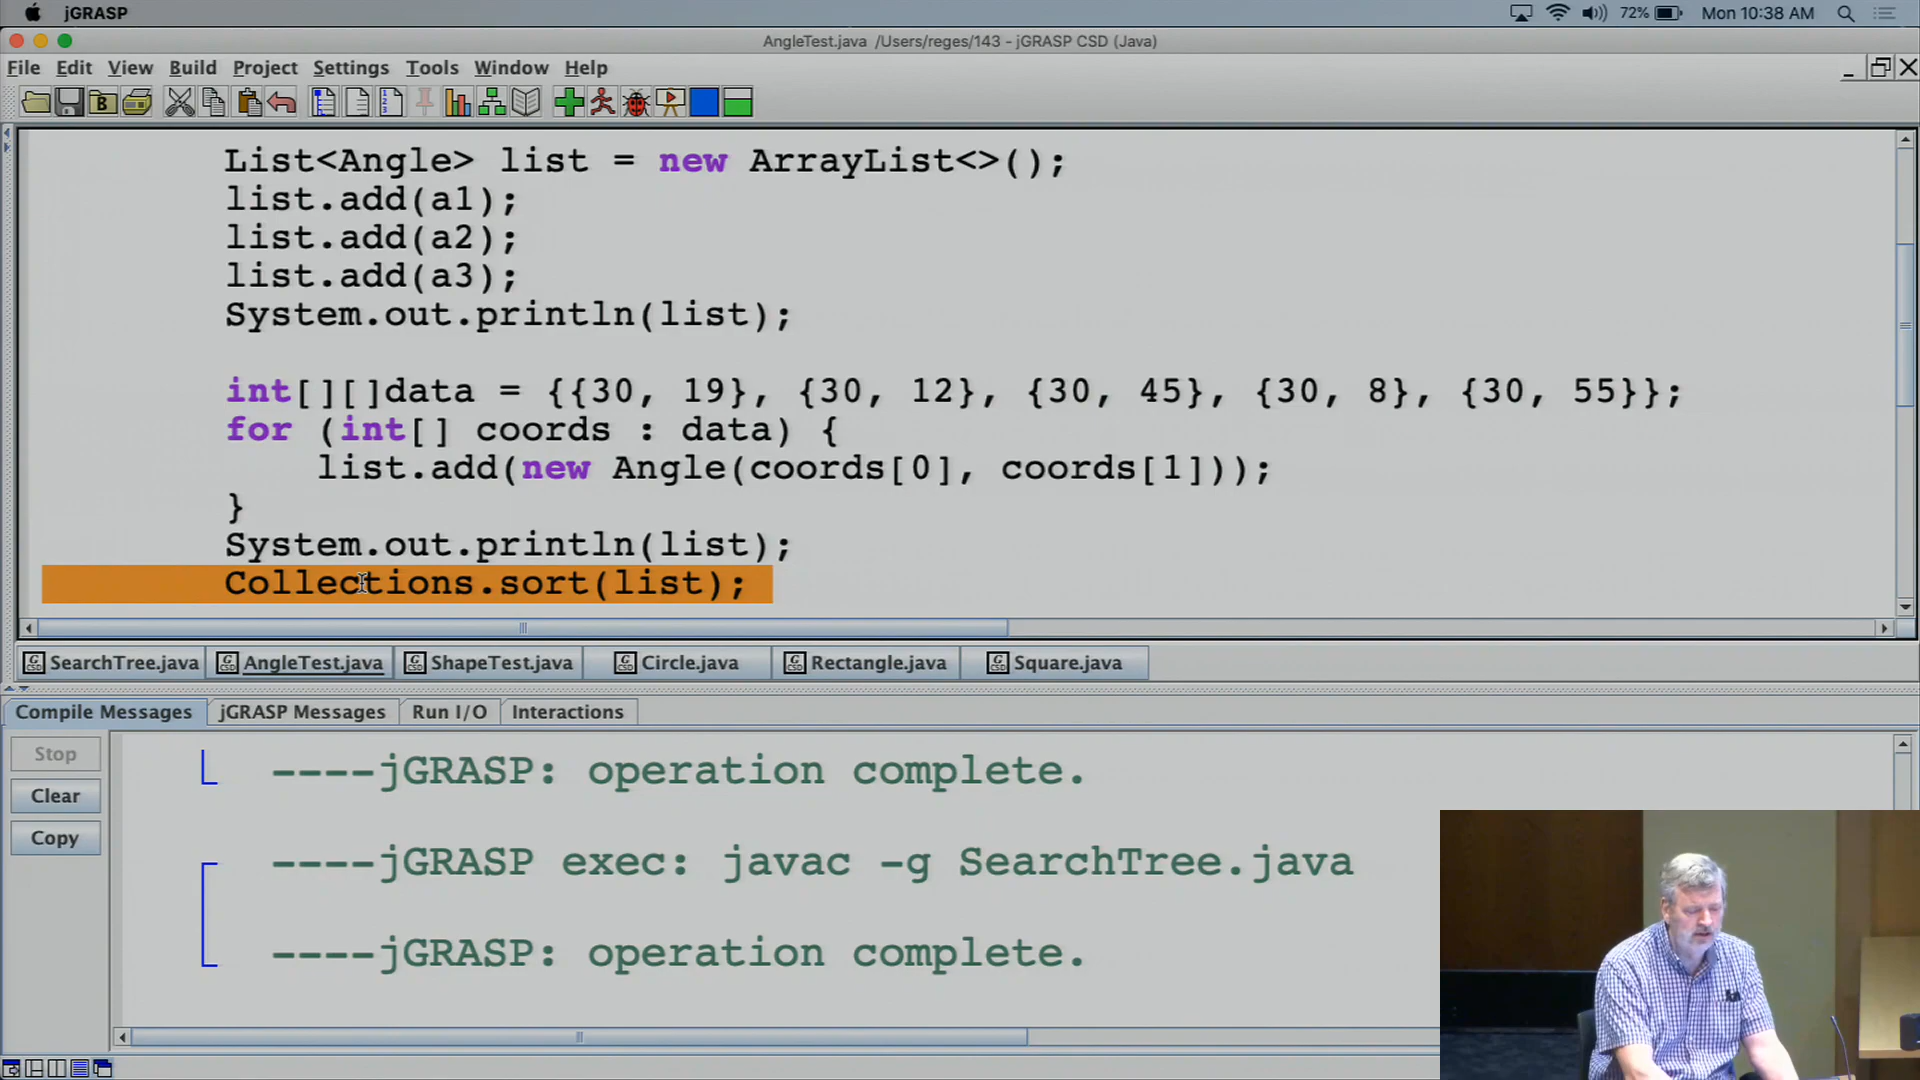 jGRASP
72%
Mon 10:38 AM
AngleTest.java /Users/reges/143 - jGRASP CSD (Java)
File Edit View Build Project Settings Tools Window Help
List<Angle> list = new ArrayList<>();
list.add(a1);
list.add(a2);
list.add(a3);
System.out.println(list);
int[][]data = {{30, 19}, {30, 12}, {30, 45}, {30, 8}, {30, 55}};
for (int[] coords : data) {
list.add(new Angle(coords[0], coords[1]));
}
System.out.println(list);
Collections.sort(list);
SearchTree.java AngleTest.java ShapeTest.java Circle.java Rectangle.java Square.java
Compile Messages jGRASP Messages Run I/O Interactions
Stop
Clear
Copy
----jGRASP: operation complete.
----jGRASP exec: javac -g SearchTree.java
----jGRASP: operation complete.